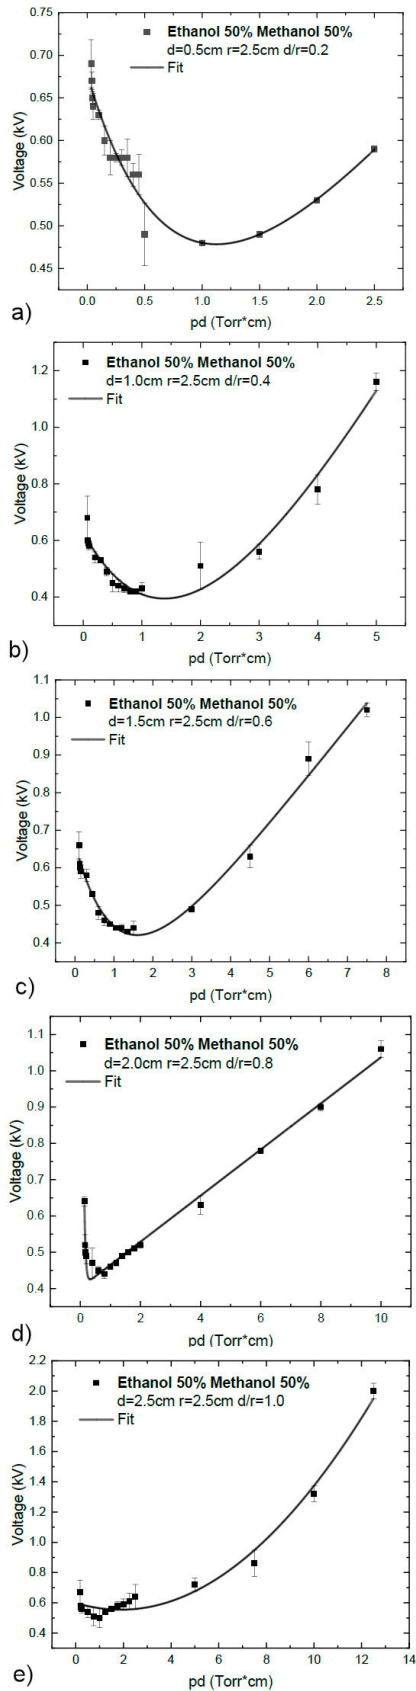 Ethanol 50% Methanol 50%
d=0.5cm r=2.5cm d/r=0.2
Fit
0.75
0.70
0.65
0.60
0.55
0.50
0.45
Voltage (kV)
0.0 0.5 1.0 1.5 2.0 2.5
pd (Torr*cm)
a)
Ethanol 50% Methanol 50%
d=1.0cm r=2.5cm d/r=0.4
Fit
1.2
1.0
0.8
0.6
0.4
Voltage (kV)
0 1 2 3 4 5
pd (Torr*cm)
b)
Ethanol 50% Methanol 50%
d=1.5cm r=2.5cm d/r=0.6
Fit
1.1
1.0
0.9
0.8
0.7
0.6
0.5
0.4
Voltage (kV)
0 1 2 3 4 5 6 7 8
pd (Torr*cm)
c)
Ethanol 50% Methanol 50%
d=2.0cm r=2.5cm d/r=0.8
Fit
1.1
1.0
0.9
0.8
0.7
0.6
0.5
0.4
Voltage (kV)
0 2 4 6 8 10
pd (Torr*cm)
d)
Ethanol 50% Methanol 50%
d=2.5cm r=2.5cm d/r=1.0
Fit
2.2
2.0
1.8
1.6
1.4
1.2
1.0
0.8
0.6
0.4
Voltage (kV)
0 2 4 6 8 10 12 14
pd (Torr*cm)
e)